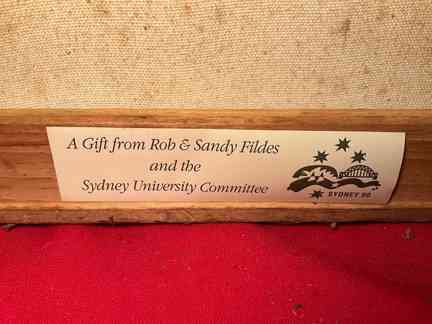 A Gift from Rob & Sandy Fildes
and the
Sydney University Committee
SYDNEY 90